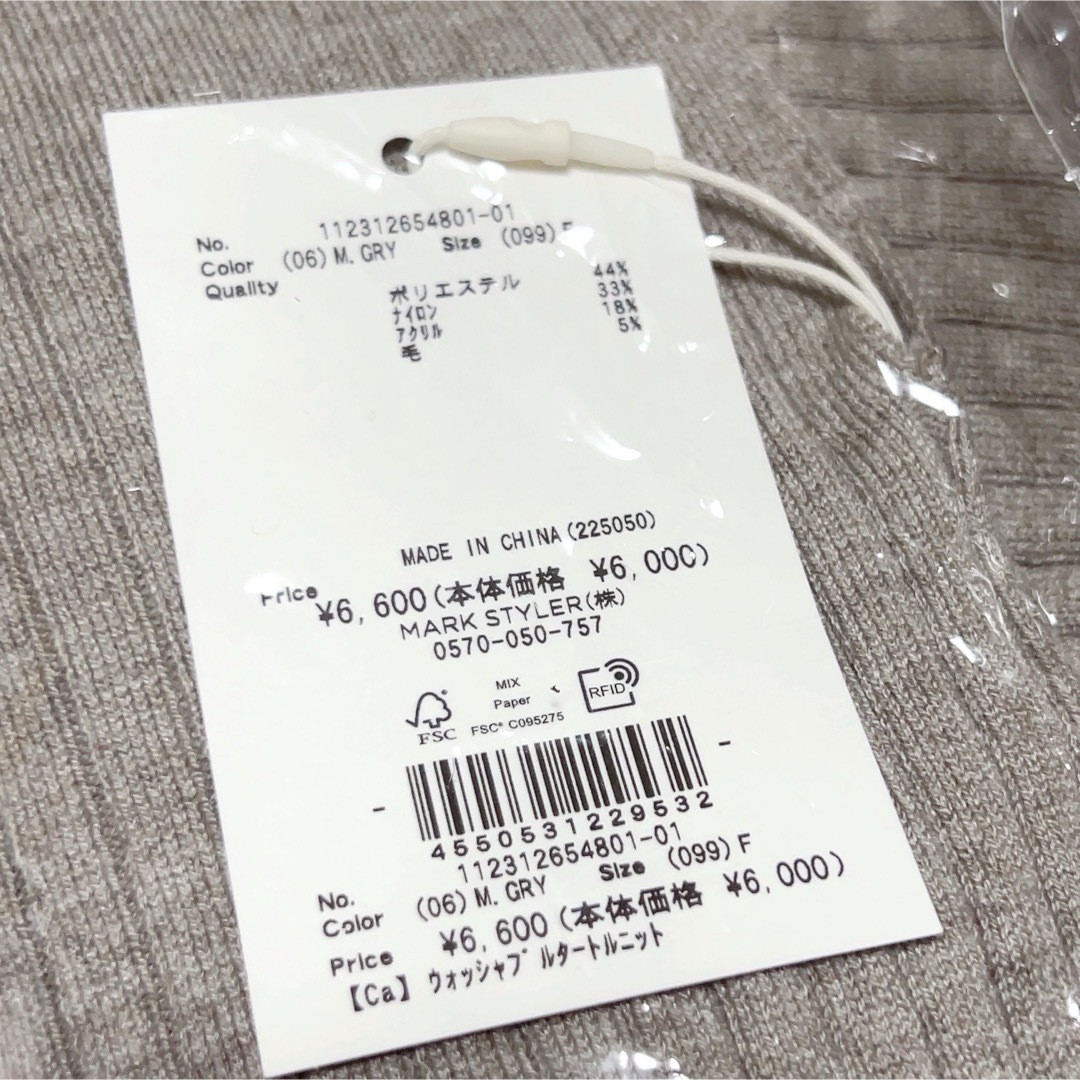 No. 112312654801-01
Color (06) M. GRY Size (099) F
Quality
ポリエステル 44%
ナイロン 33%
アクリル 18%
毛 5%
MADE IN CHINA (225050)
Price ¥6,600 (本体価格 ¥6,000)
MARK STYLER (株)
0570-050-757
FSC
MIX
Paper
FSC® C095275
RFID
4550531229532
No. 112312654801-01
Color (06) M. GRY Size (099) F
Price ¥6,600 (本体価格 ¥6,000)
【Ca】 ウォッシャブルタートルニット